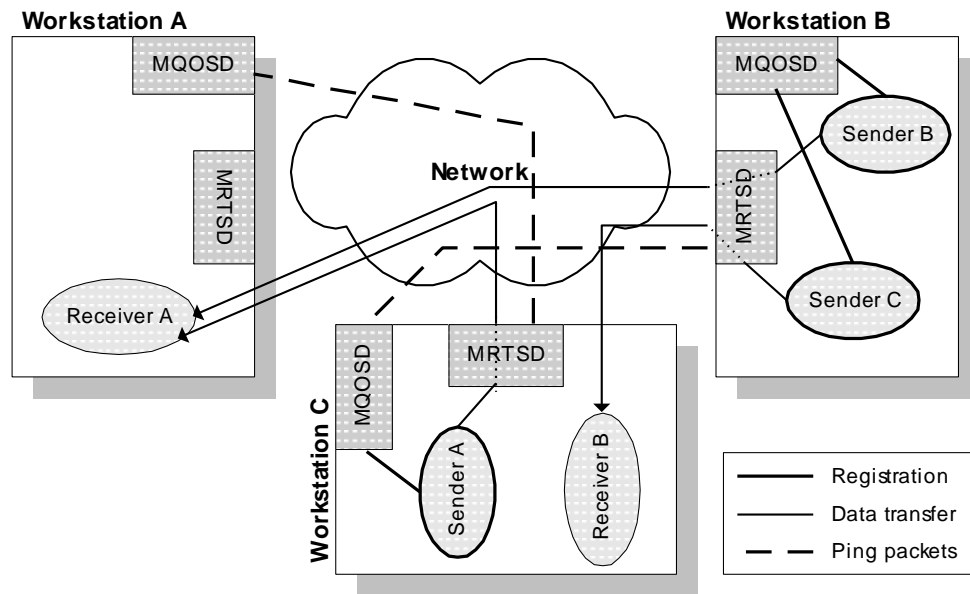 Workstation A
MQOSD
MRTSD
Receiver A
Network
Workstation B
MQOSD
Sender B
MRTSD
Sender C
Workstation C
MQOSD
MRTSD
Sender A
Receiver B
Registration
Data transfer
Ping packets